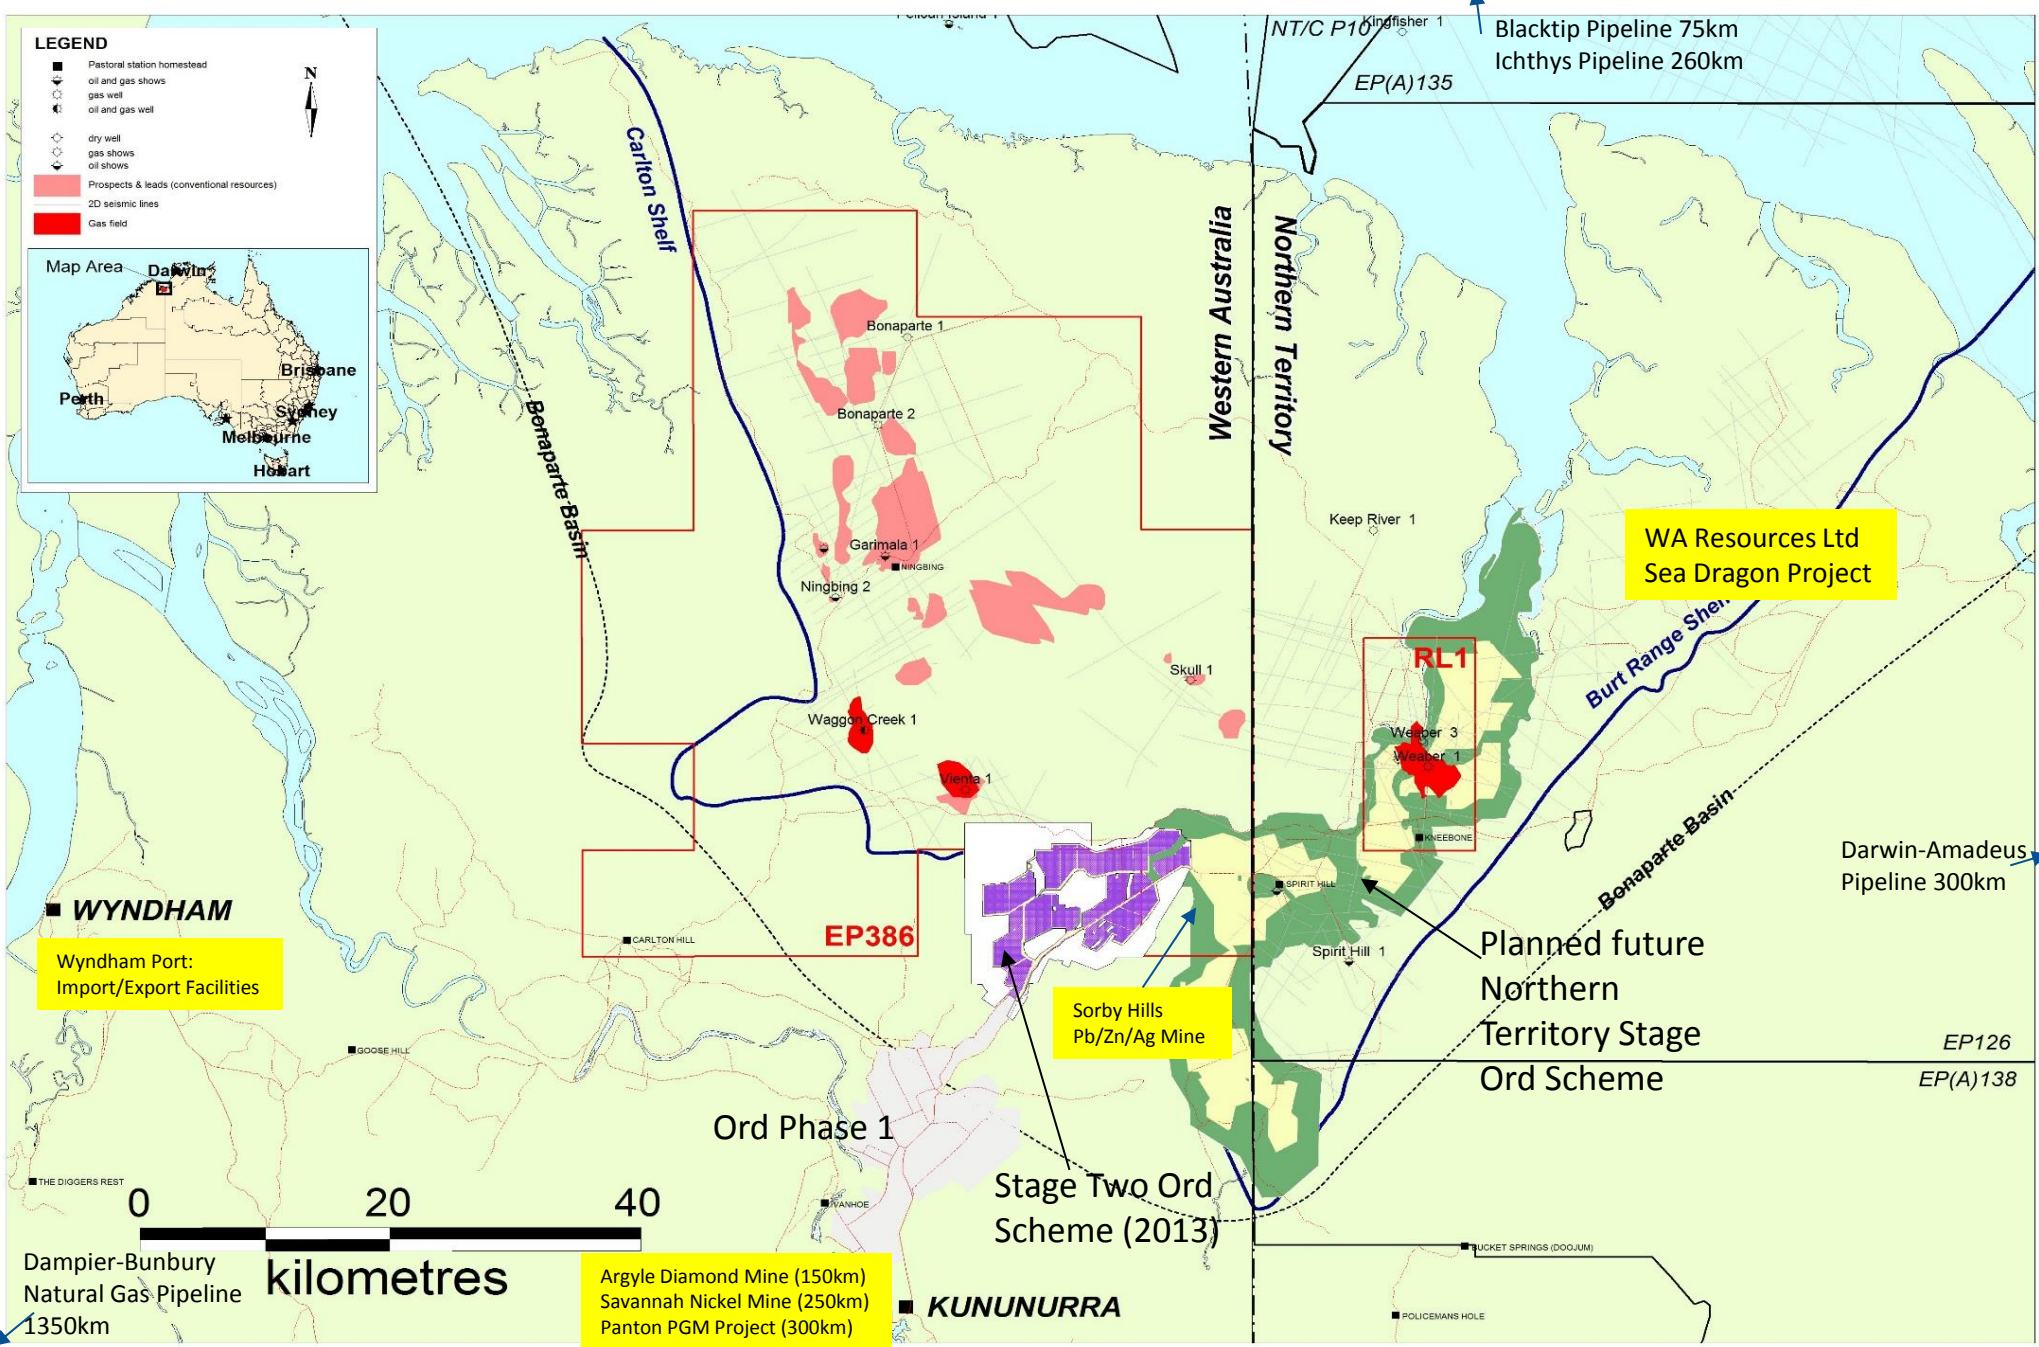 Pelican Island 1
NT/C P10
Kingfisher 1
Blacktip Pipeline 75km
Ichthys Pipeline 260km
EP(A)135
LEGEND
Pastoral station homestead
oil and gas shows
gas well
oil and gas well
dry well
gas shows
oil shows
Prospects & leads (conventional resources)
2D seismic lines
Gas field
N
Map Area
Darwin
Brisbane
Perth
Sydney
Melbourne
Hobart
Carlton Shelf
Bonaparte Basin
Western Australia
Northern Territory
Bonaparte 1
Bonaparte 2
Garimala 1
NINGBING
Ningbing 2
Keep River 1
WA Resources Ltd
Sea Dragon Project
Burt Range Shelf
RL1
Skull 1
Waggon Creek 1
Vienta 1
Weaber 3
Weaber 1
KNEEBONE
Bonaparte Basin
Darwin-Amadeus
Pipeline 300km
SPIRIT HILL
WYNDHAM
Wyndham Port:
Import/Export Facilities
CARLTON HILL
EP386
Spirit Hill 1
Planned future
Northern
Territory Stage
Ord Scheme
Sorby Hills
Pb/Zn/Ag Mine
EP126
EP(A)138
GOOSE HILL
Ord Phase 1
Stage Two Ord
Scheme (2013)
THE DIGGERS REST
IVANHOE
0 20 40
kilometres
Dampier-Bunbury
Natural Gas Pipeline
1350km
Argyle Diamond Mine (150km)
Savannah Nickel Mine (250km)
Panton PGM Project (300km)
KUNUNURRA
BUCKET SPRINGS (DOOJUM)
POLICEMANS HOLE